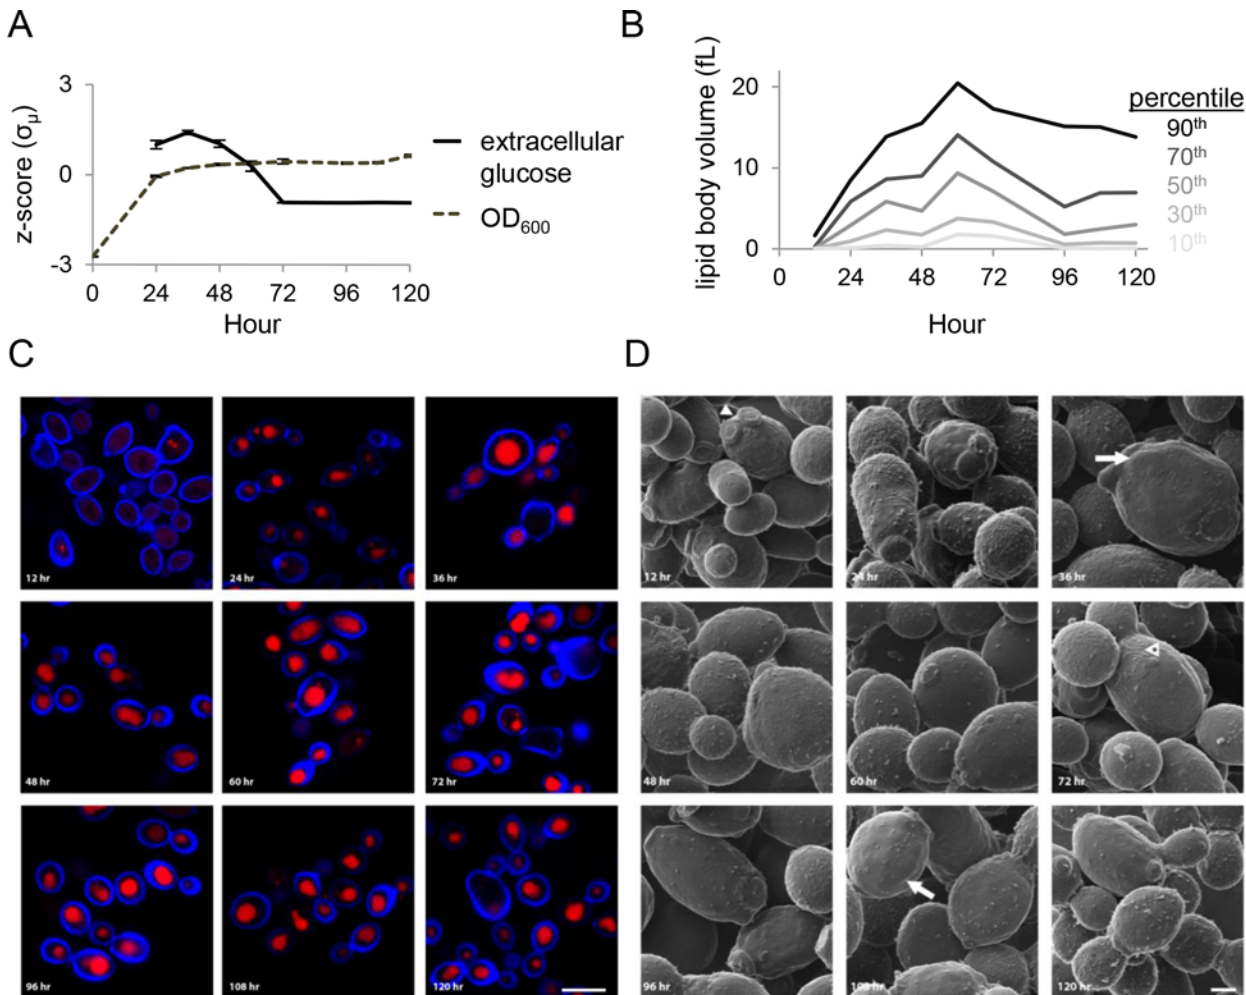 A
3
0
-3
z-score (σμ)
0 24 48 72 96 120
Hour
extracellular
glucose
OD600
B
lipid body volume (fL)
20
10
0
0 24 48 72 96 120
Hour
percentile
90th
70th
50th
30th
10th
C
12 hr
24 hr
36 hr
48 hr
60 hr
72 hr
96 hr
108 hr
120 hr
D
12 hr
24 hr
36 hr
48 hr
60 hr
72 hr
96 hr
108 hr
120 hr